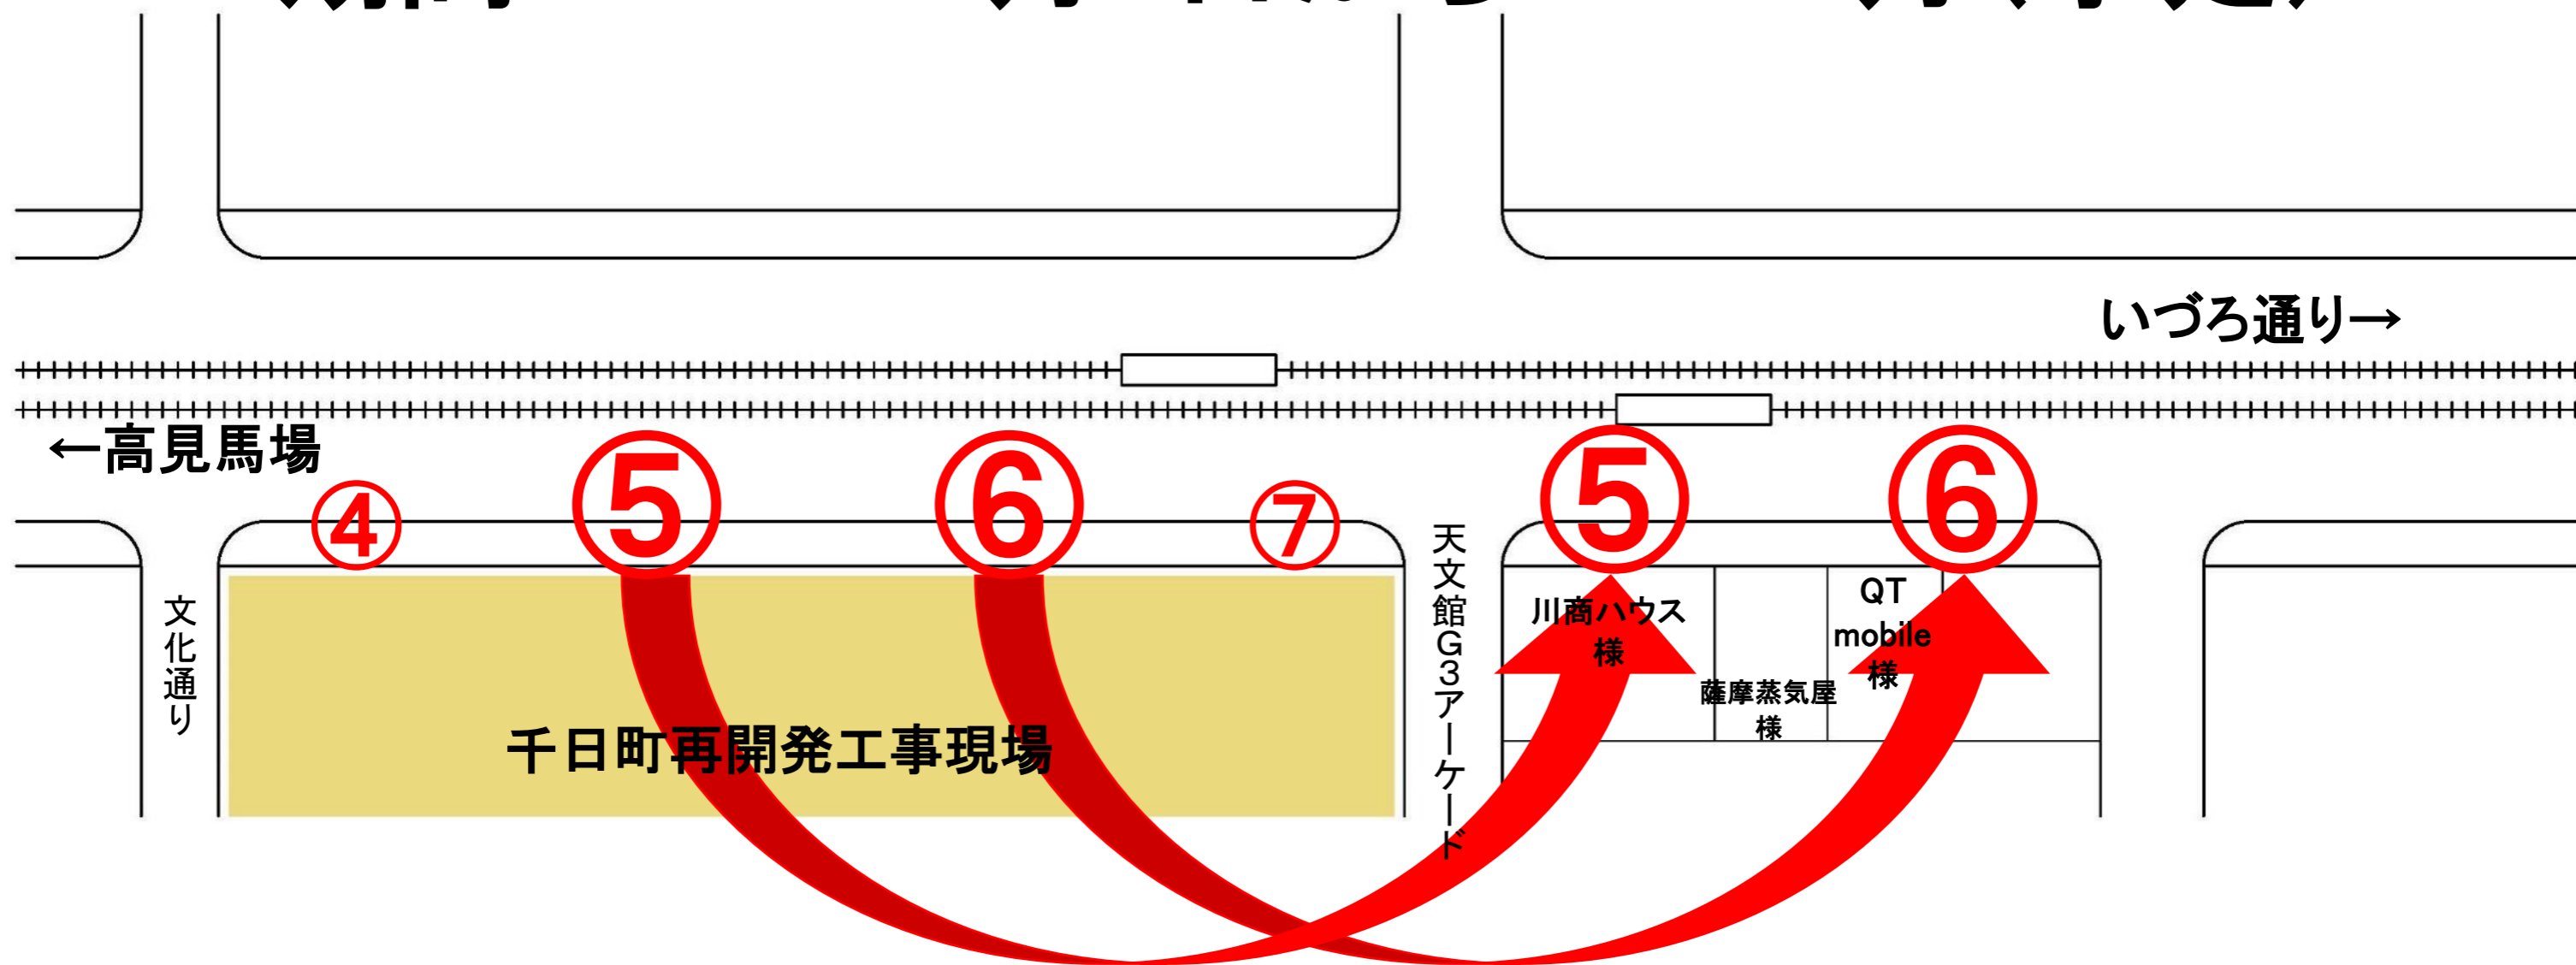 いづろ通り→
←高見馬場
④
⑤
⑥
⑦
⑤
⑥
文化通り
千日町再開発工事現場
天文館G3アーケード
川商ハウス
様
薩摩蒸気屋
様
QT
mobile
様